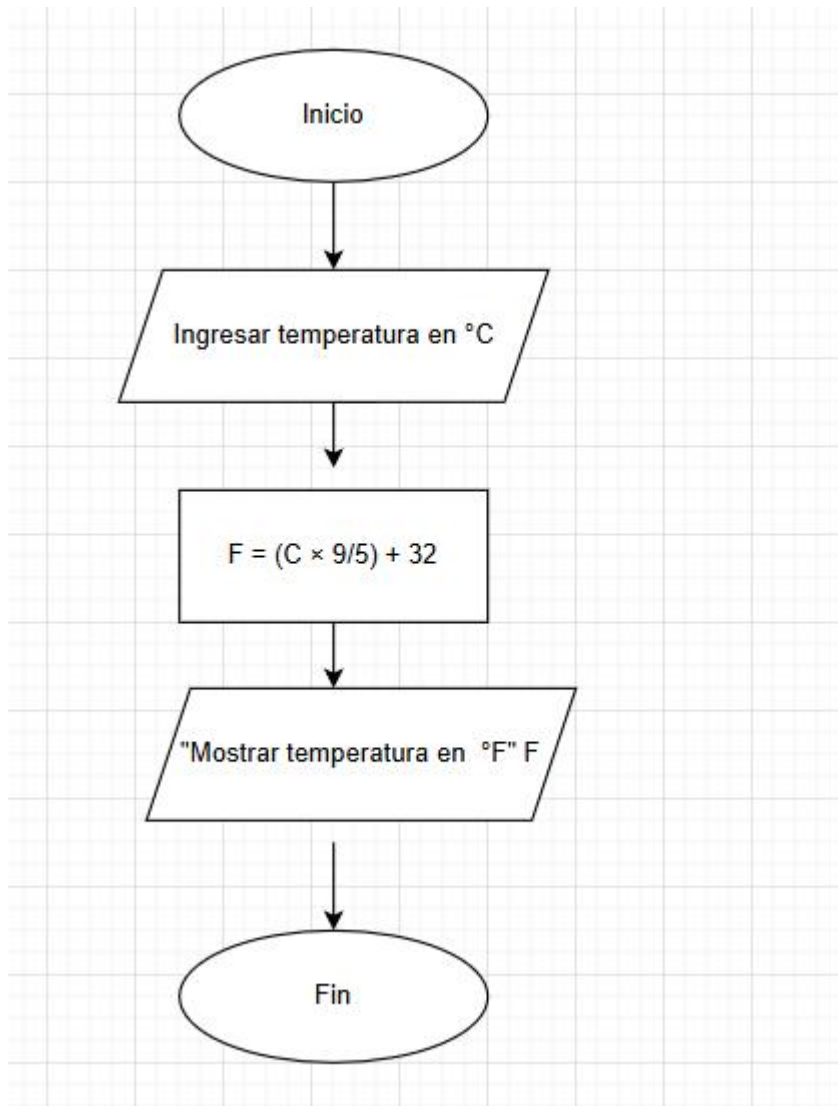 Inicio
Ingresar temperatura en °C
F = (C × 9/5) + 32
"Mostrar temperatura en  °F" F
Fin